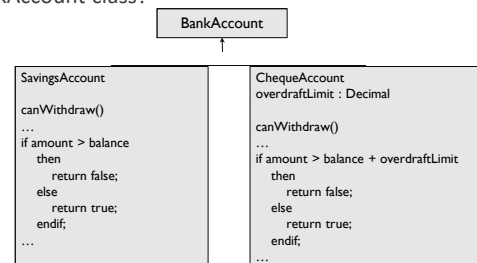 Account class?
BankAccount
SavingsAccount
canWithdraw()
…
if amount > balance
then
return false;
else
return true;
endif;
…
ChequeAccount
overdraftLimit : Decimal
canWithdraw()
…
if amount > balance + overdraftLimit
then
return false;
else
return true;
endif;
…